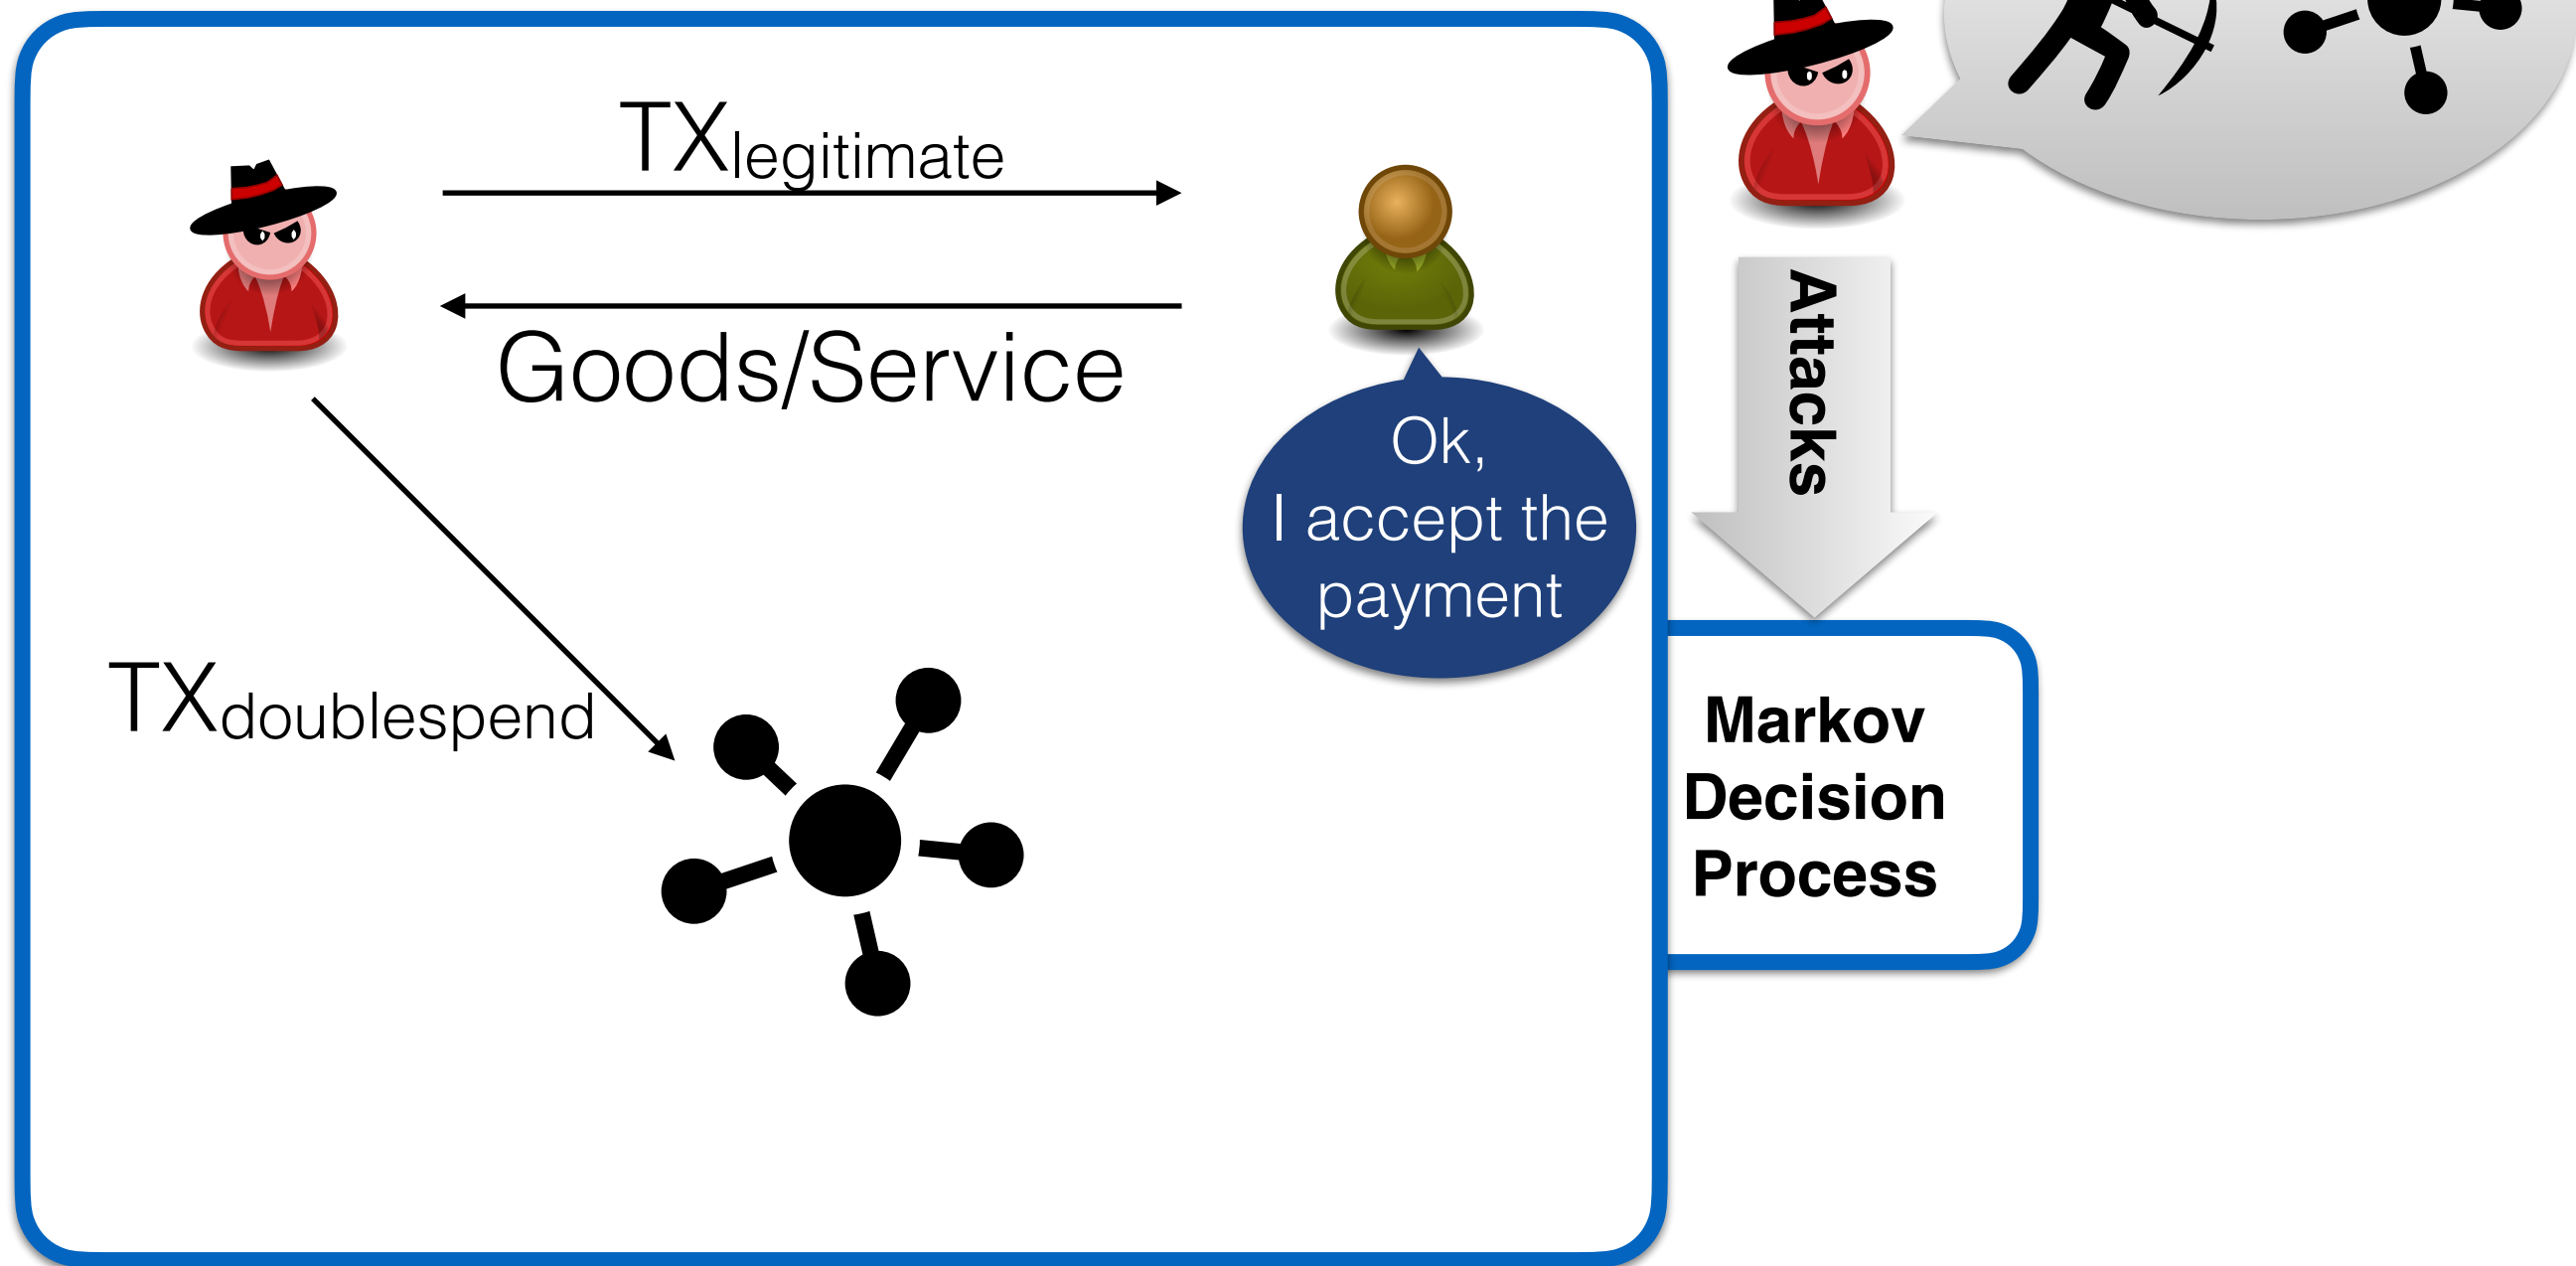 TXlegitimate
Goods/Service
Ok,
I accept the
payment
TXdoublespend
Attacks
Markov
Decision
Process